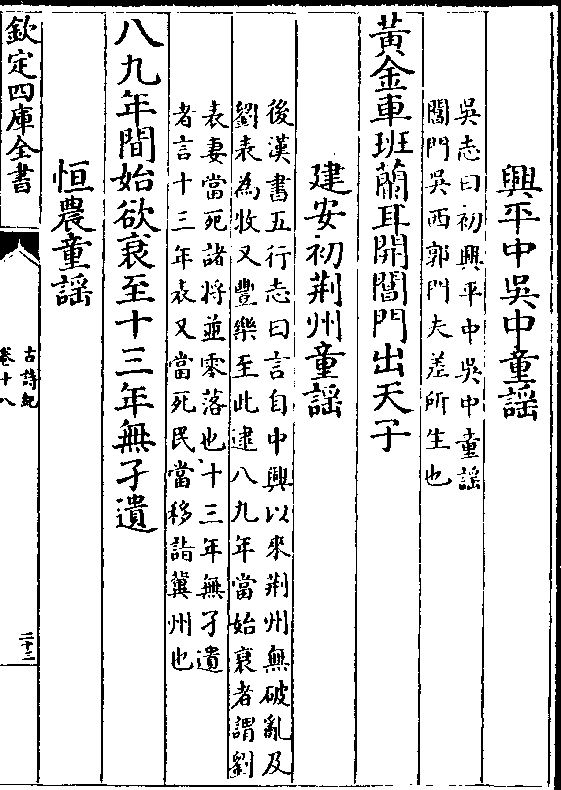 興平中吳中童謡
吳志曰初興平中吳中童謡
閶門吳西郭門夫差所生也
黃金車班蘭耳開閶門出天子
建安初荆州童謡
後漢書五行志曰言自中興以來荆州無破亂及
劉表為牧又豐樂至此逮八九年當始衰者謂劉
表妻當死諸將並零落也十三年無孑遺
者言十三年表又當死民當移詣冀州也
八九年間始欲衰至十三年無孑遺
恒農童謡
欽定四庫全書
古詩紀
卷十八
二十二